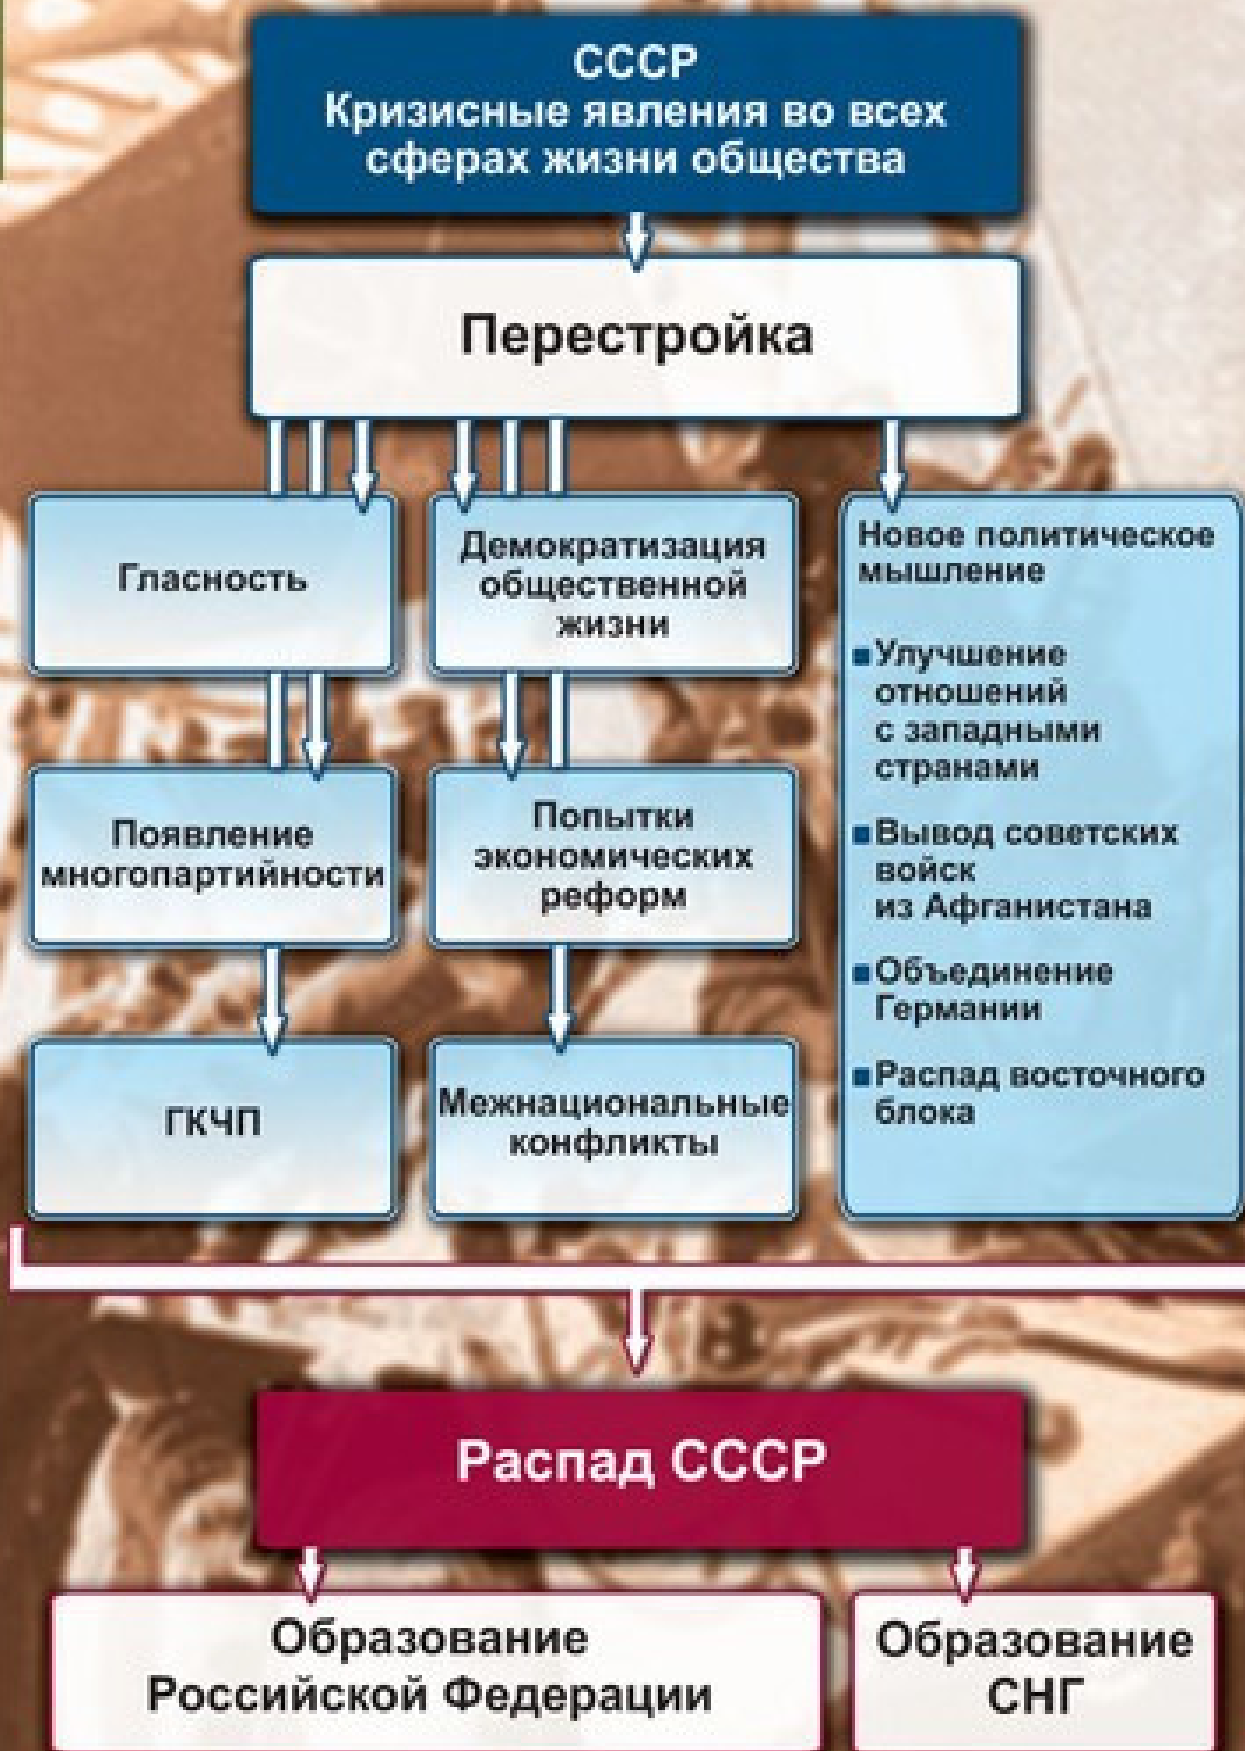 СССР
Кризисные явления во всех
сферах жизни общества
Перестройка
Гласность
Демократизация
общественной
жизни
Появление
многопартийности
Попытки
экономических
реформ
ГКЧП
Межнациональные
конфликты
Новое политическое
мышление
Улучшение
отношений
с западными
странами
Вывод советских
войск
из Афганистана
Объединение
Германии
Распад восточного
блока
Распад СССР
Образование
Российской Федерации
Образование
СНГ